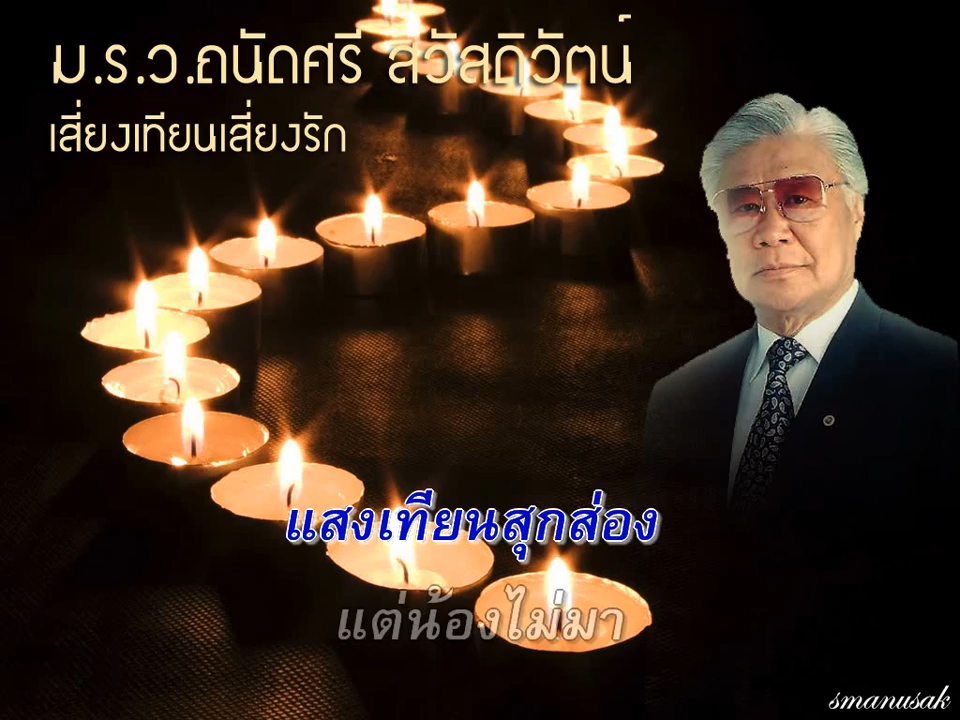 ม.ร.ว.ถนัดศรี สวัสดิวัตน์
เสี่ยงเทียนเสี่ยงรัก
แสงเทียนสุกส่อง
แต่น้องไม่มา
smanusak